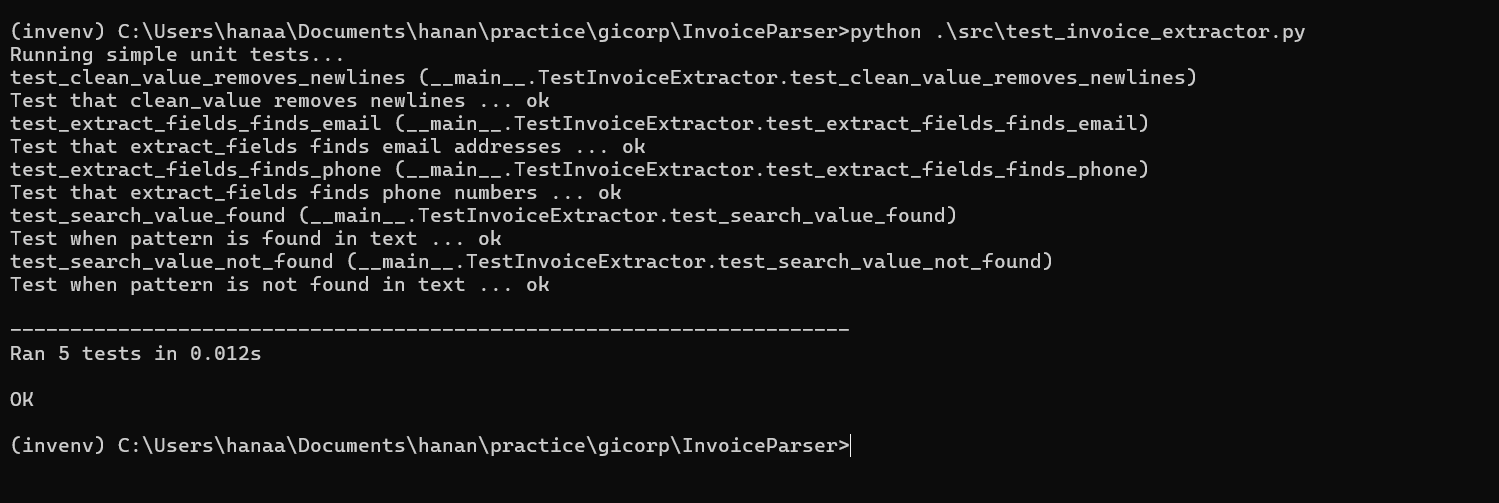 (invenv) C:\Users\hanaa\Documents\hanan\practice\gicorp\InvoiceParser>python .\src\test_invoice_extractor.py
Running simple unit tests...
test_clean_value_removes_newlines (__main__.TestInvoiceExtractor.test_clean_value_removes_newlines)
Test that clean_value removes newlines ... ok
test_extract_fields_finds_email (__main__.TestInvoiceExtractor.test_extract_fields_finds_email)
Test that extract_fields finds email addresses ... ok
test_extract_fields_finds_phone (__main__.TestInvoiceExtractor.test_extract_fields_finds_phone)
Test that extract_fields finds phone numbers ... ok
test_search_value_found (__main__.TestInvoiceExtractor.test_search_value_found)
Test when pattern is found in text ... ok
test_search_value_not_found (__main__.TestInvoiceExtractor.test_search_value_not_found)
Test when pattern is not found in text ... ok
----------------------------------------------------------------------
Ran 5 tests in 0.012s
OK
(invenv) C:\Users\hanaa\Documents\hanan\practice\gicorp\InvoiceParser>